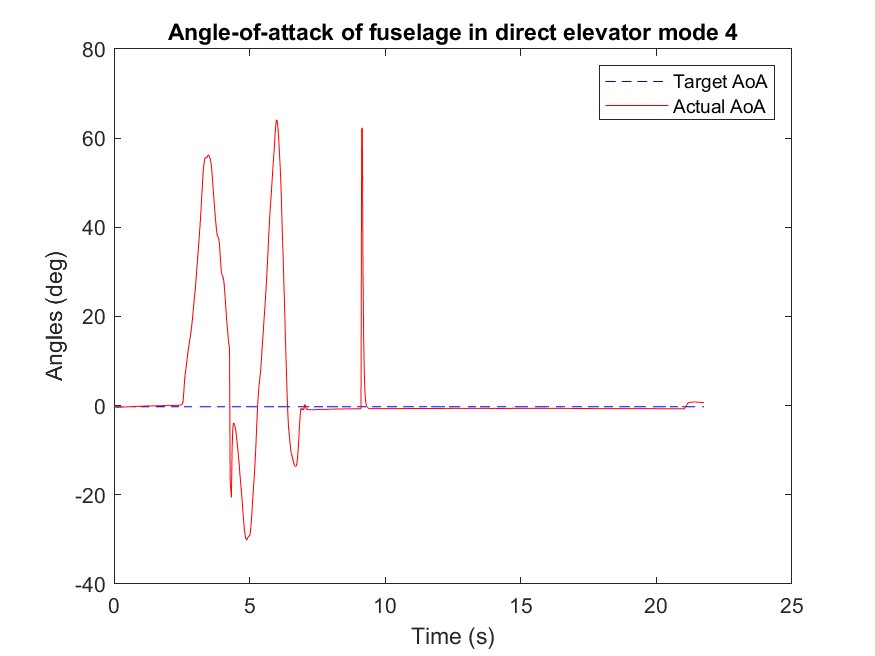 Angle-of-attack of fuselage in direct elevator mode 4
80
60
40
20
0
-20
-40
Angles (deg)
Target AoA
Actual AoA
0 5 10 15 20 25
Time (s)